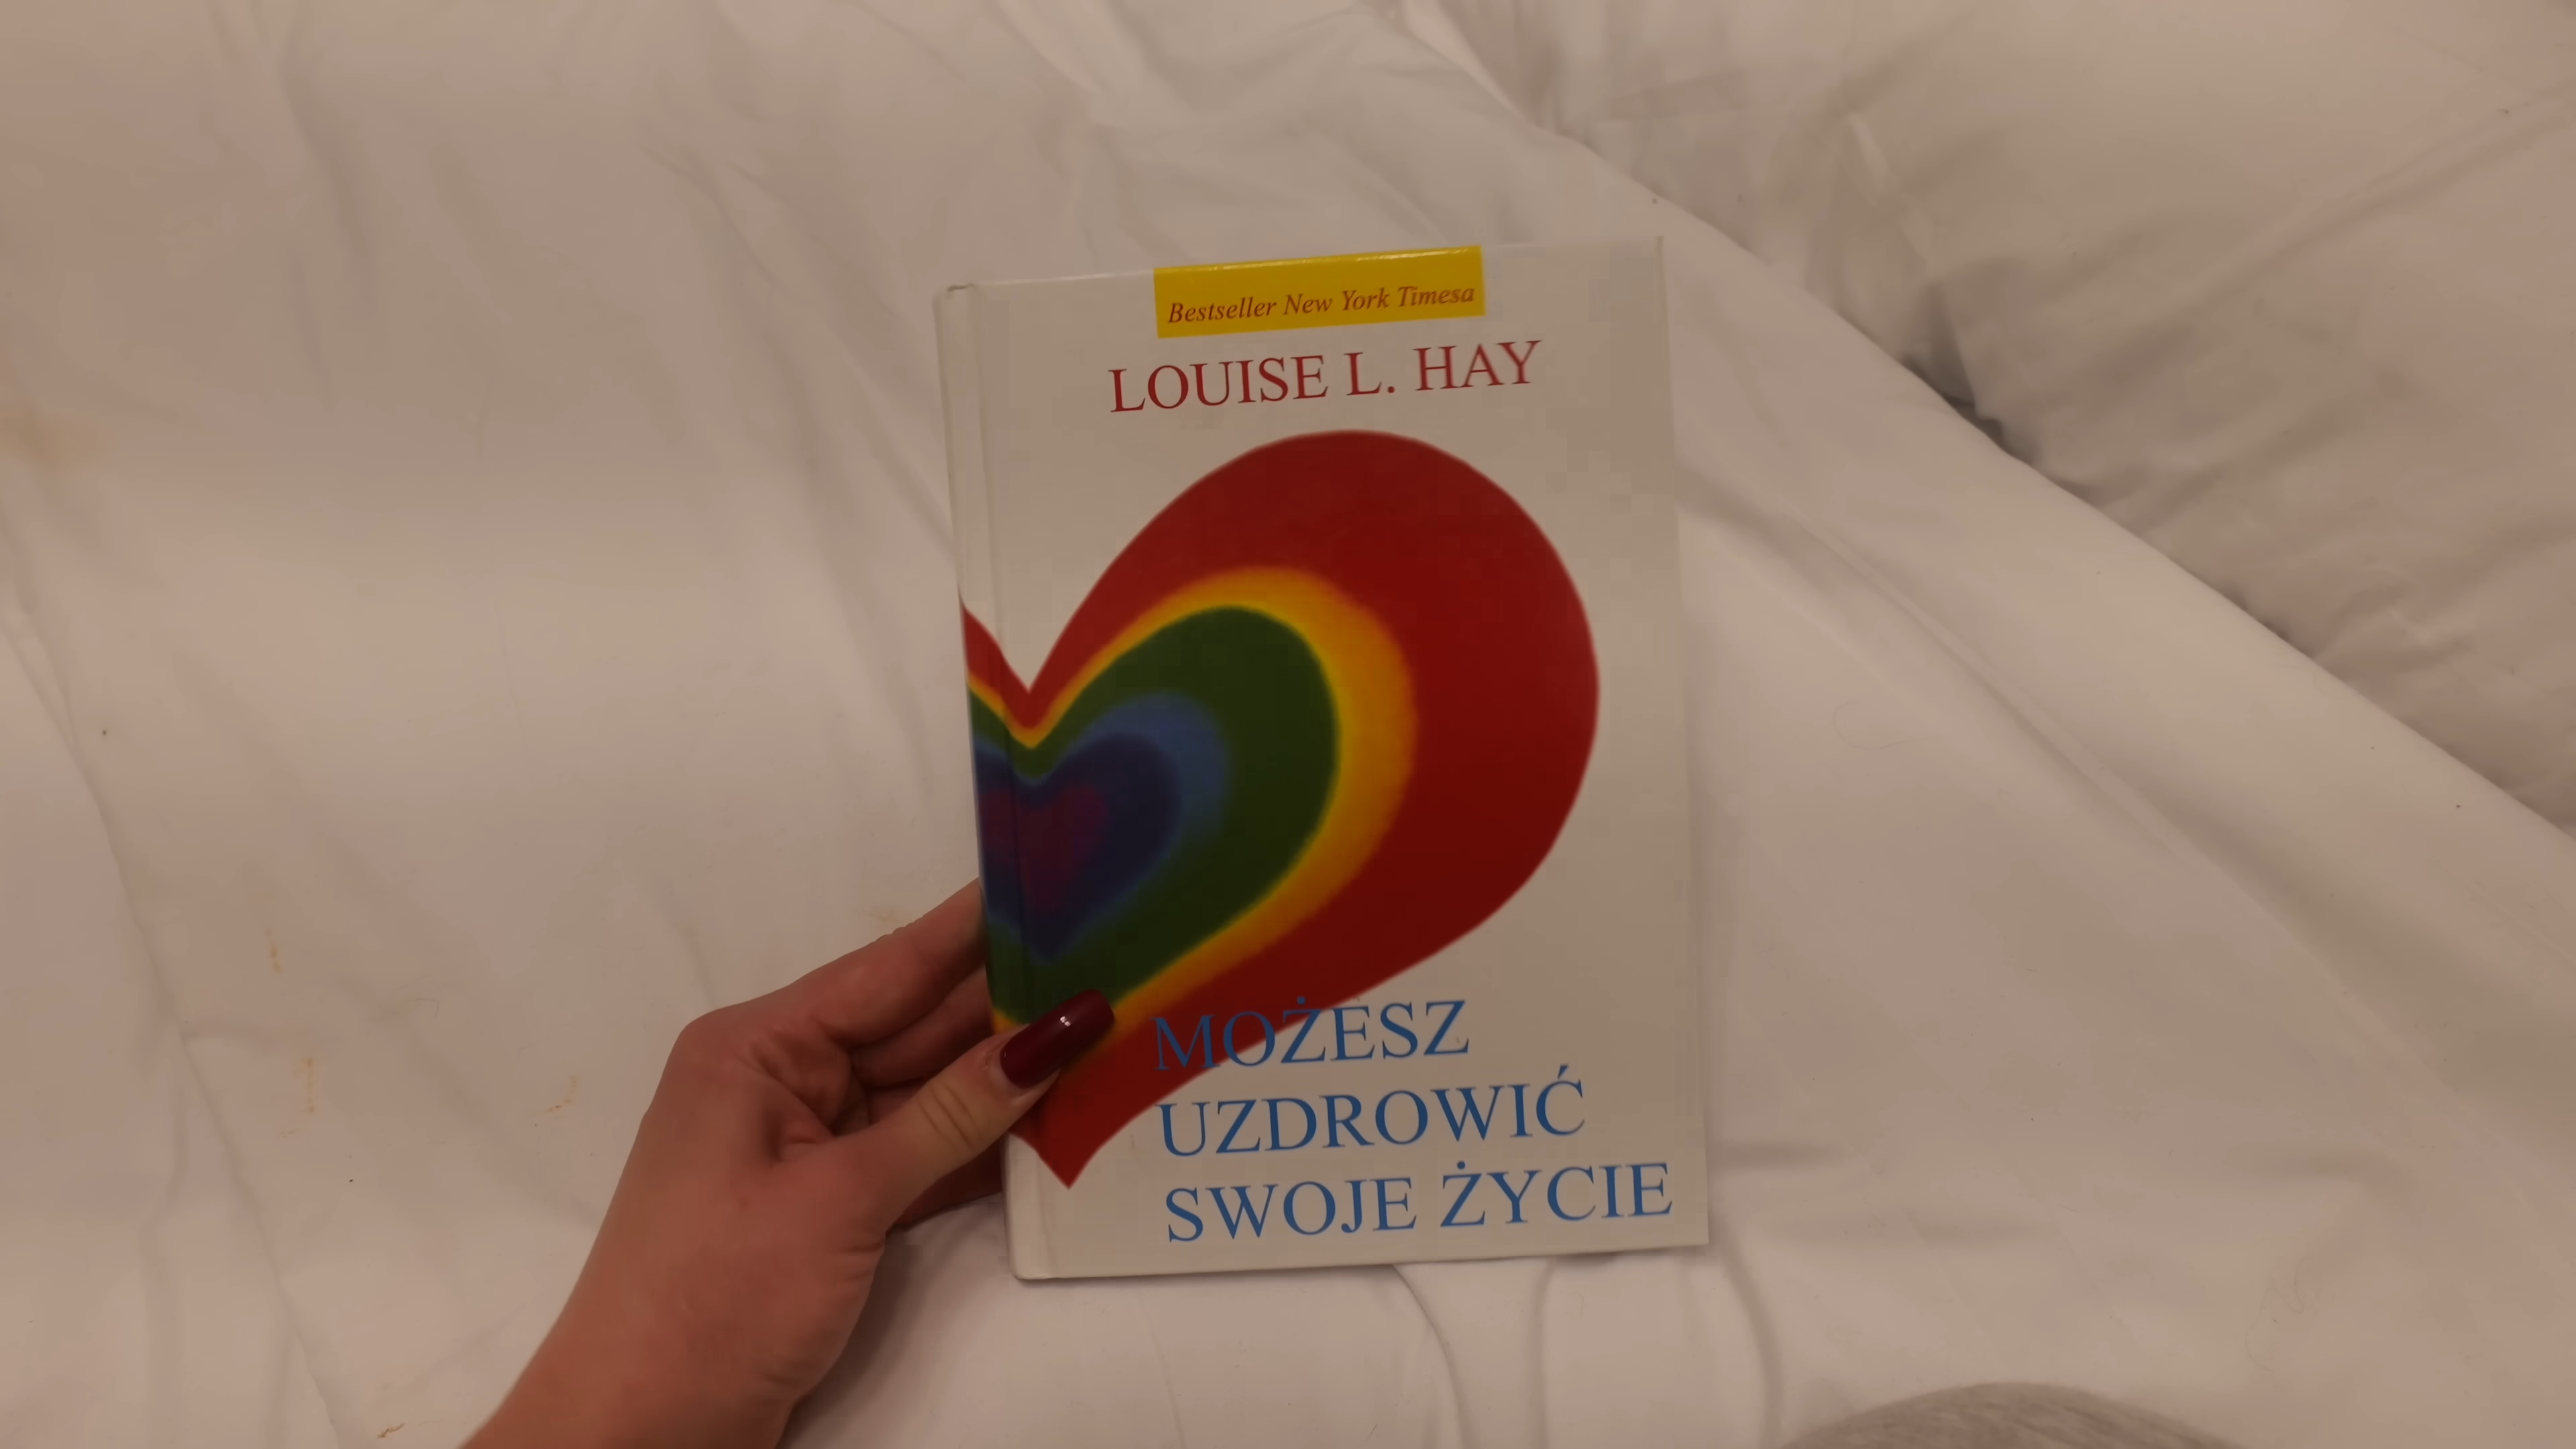 Bestseller New York Timesa
LOUISE L. HAY
MOŻESZ
UZDROWIĆ
SWOJE ŻYCIE